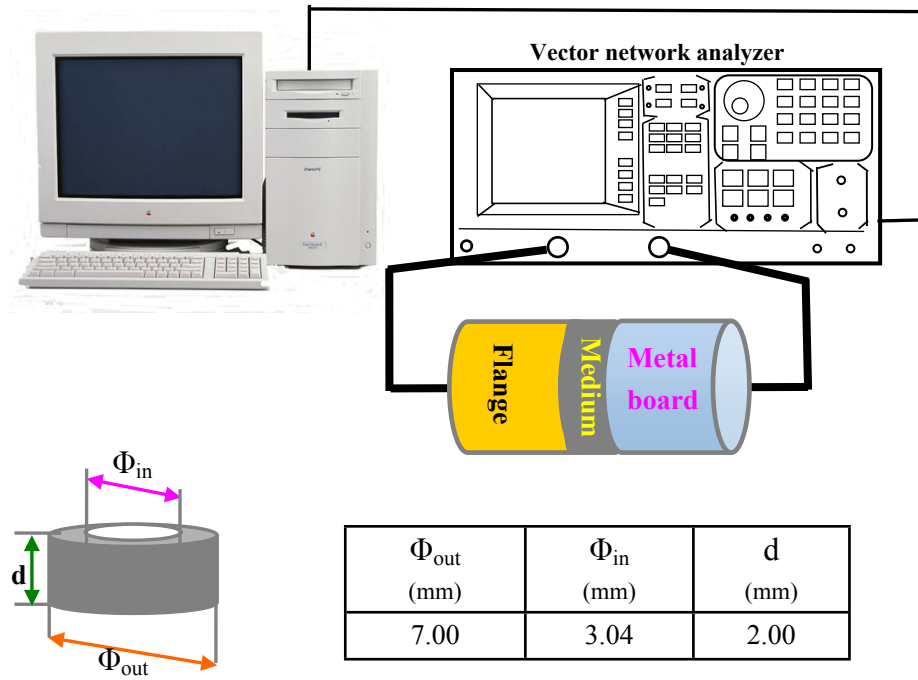 Vector network analyzer
PowerPC
Flange
Medium
Metal
board
Φin
d
Φout
Φout
(mm)
Φin
(mm)
d
(mm)
7.00
3.04
2.00